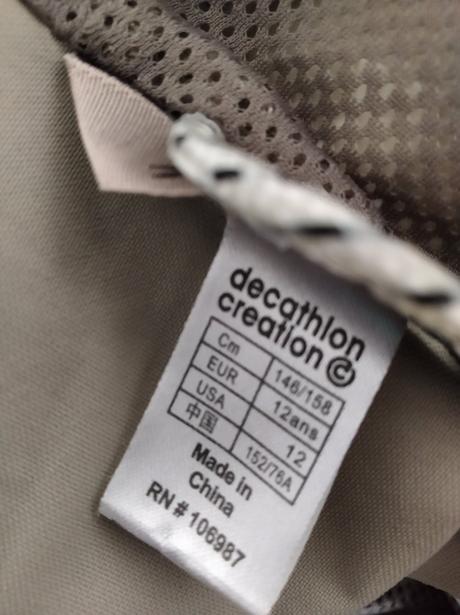 decathlon
creation ©
Cm 146/158
EUR 12ans
USA 12
中国 152/76A
Made in
China
RN # 106987